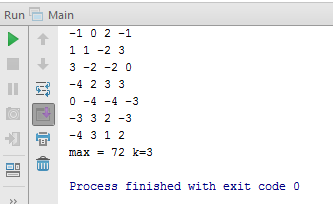 Run Main
-1 0 2 -1
1 1 -2 3
3 -2 -2 0
-4 2 3 3
0 -4 -4 -3
-3 3 2 -3
-4 3 1 2
max = 72 k=3
Process finished with exit code 0